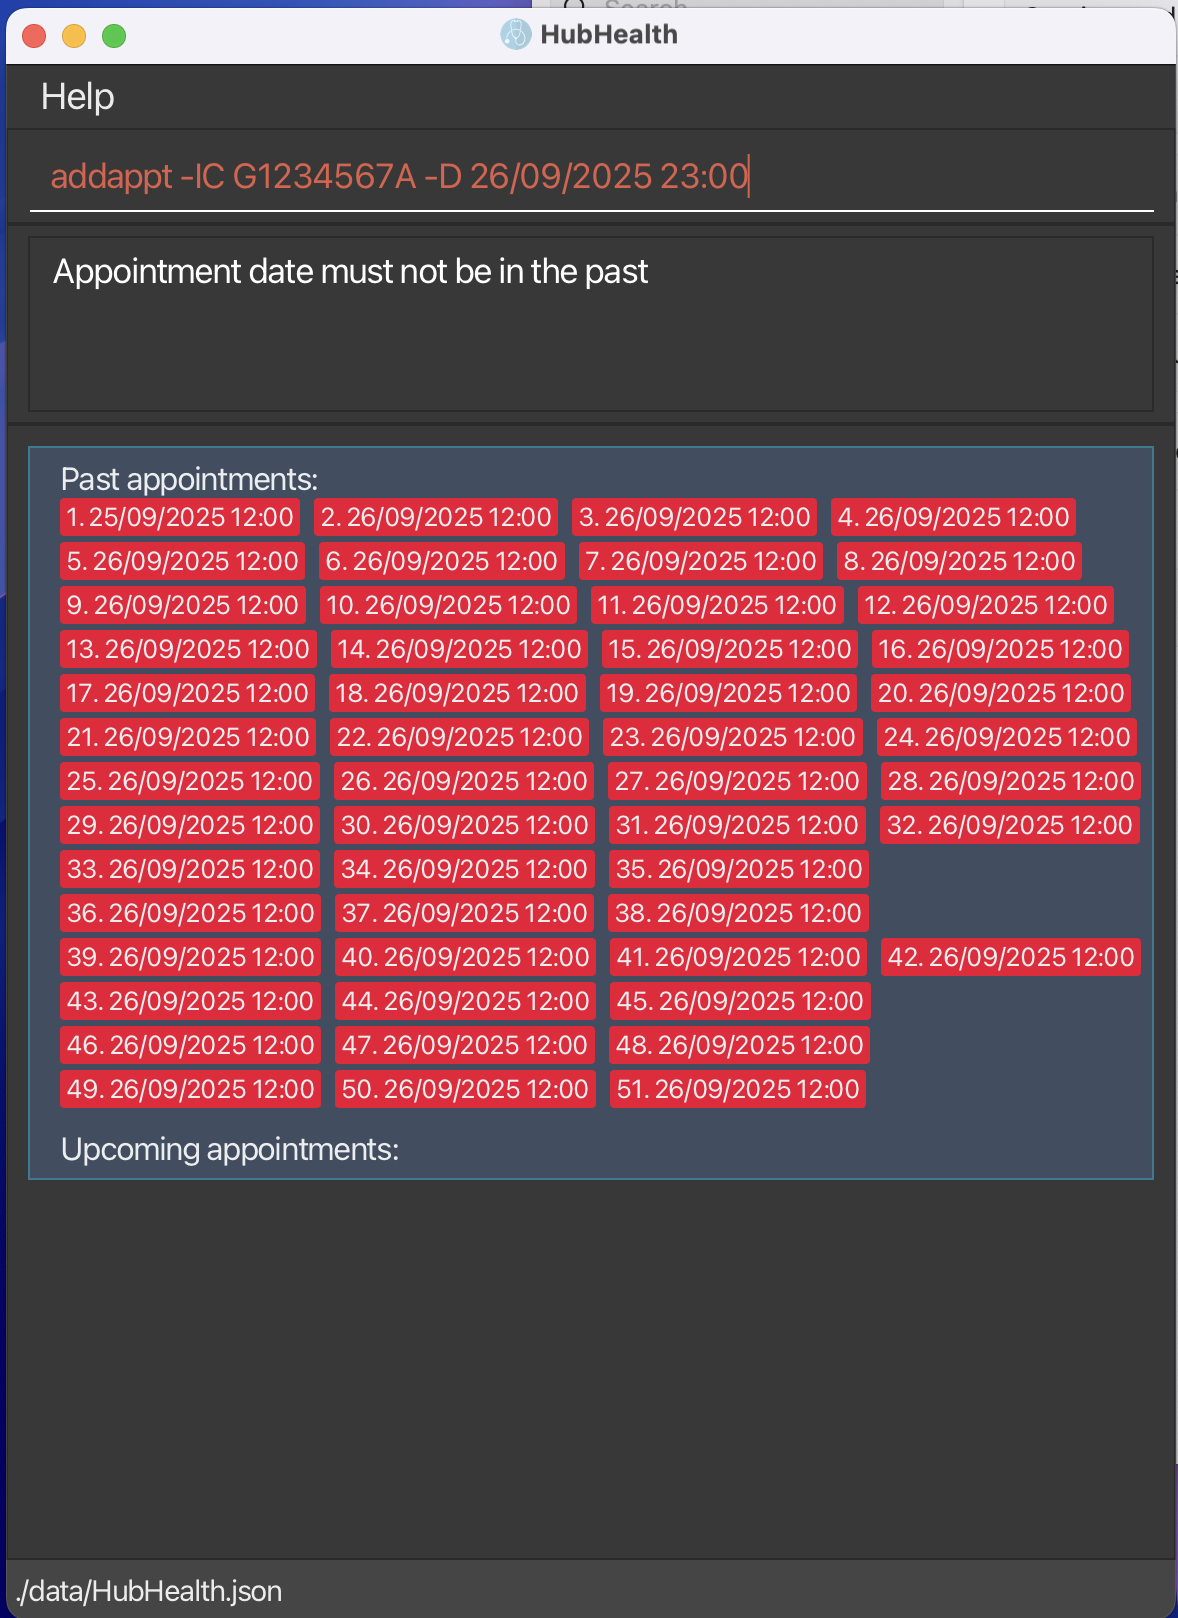 Search
HubHealth
Help
addappt -IC G1234567A -D 26/09/2025 23:00
Appointment date must not be in the past
Past appointments:
1. 25/09/2025 12:00 2. 26/09/2025 12:00 3. 26/09/2025 12:00 4. 26/09/2025 12:00
5. 26/09/2025 12:00 6. 26/09/2025 12:00 7. 26/09/2025 12:00 8. 26/09/2025 12:00
9. 26/09/2025 12:00 10. 26/09/2025 12:00 11. 26/09/2025 12:00 12. 26/09/2025 12:00
13. 26/09/2025 12:00 14. 26/09/2025 12:00 15. 26/09/2025 12:00 16. 26/09/2025 12:00
17. 26/09/2025 12:00 18. 26/09/2025 12:00 19. 26/09/2025 12:00 20. 26/09/2025 12:00
21. 26/09/2025 12:00 22. 26/09/2025 12:00 23. 26/09/2025 12:00 24. 26/09/2025 12:00
25. 26/09/2025 12:00 26. 26/09/2025 12:00 27. 26/09/2025 12:00 28. 26/09/2025 12:00
29. 26/09/2025 12:00 30. 26/09/2025 12:00 31. 26/09/2025 12:00 32. 26/09/2025 12:00
33. 26/09/2025 12:00 34. 26/09/2025 12:00 35. 26/09/2025 12:00
36. 26/09/2025 12:00 37. 26/09/2025 12:00 38. 26/09/2025 12:00
39. 26/09/2025 12:00 40. 26/09/2025 12:00 41. 26/09/2025 12:00 42. 26/09/2025 12:00
43. 26/09/2025 12:00 44. 26/09/2025 12:00 45. 26/09/2025 12:00
46. 26/09/2025 12:00 47. 26/09/2025 12:00 48. 26/09/2025 12:00
49. 26/09/2025 12:00 50. 26/09/2025 12:00 51. 26/09/2025 12:00
Upcoming appointments:
./data/HubHealth.json